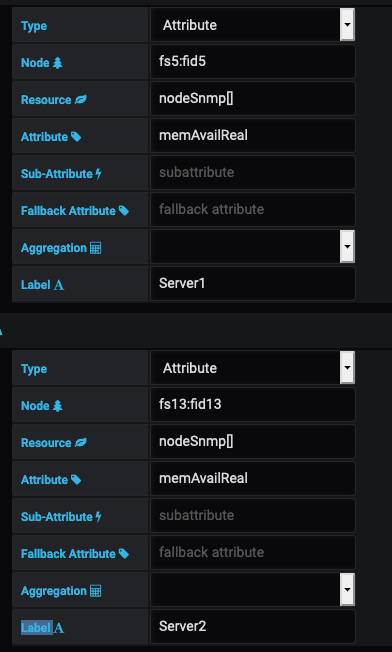 Type Attribute
Node fs5:fid5
Resource nodeSnmp[]
Attribute memAvailReal
Sub-Attribute subattribute
Fallback Attribute fallback attribute
Aggregation
Label A Server1
Type Attribute
Node fs13:fid13
Resource nodeSnmp[]
Attribute memAvailReal
Sub-Attribute subattribute
Fallback Attribute fallback attribute
Aggregation
Label A Server2